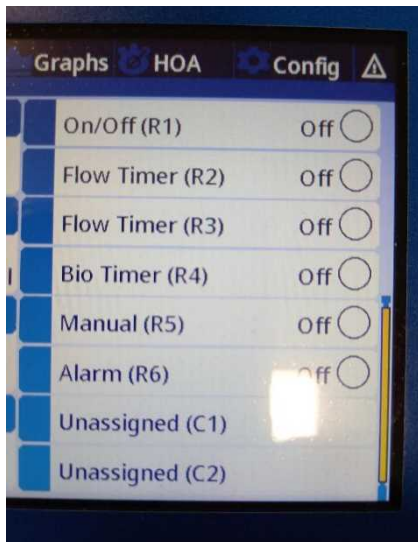 Graphs HOA Config
On/Off (R1) Off
Flow Timer (R2) Off
Flow Timer (R3) Off
Bio Timer (R4) Off
Manual (R5) Off
Alarm (R6) Off
Unassigned (C1)
Unassigned (C2)